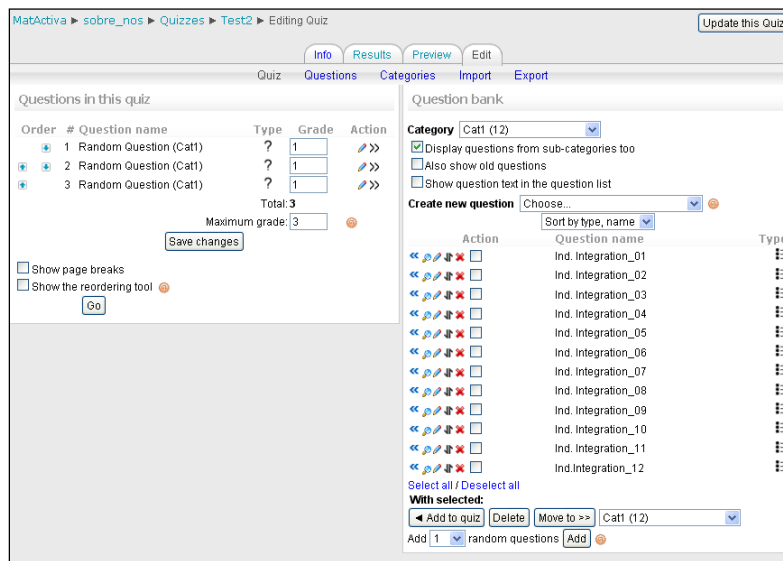 MatActiva ► sobre_nos ► Quizzes ► Test2 ► Editing Quiz
Update this Quiz
Info Results Preview Edit
Quiz Questions Categories Import Export
Questions in this quiz
Order # Question name Type Grade Action
1 Random Question (Cat1) ? 1 >>
2 Random Question (Cat1) ? 1 >>
3 Random Question (Cat1) ? 1 >>
Total: 3
Maximum grade: 3
Save changes
Show page breaks
Show the reordering tool
Go
Question bank
Category Cat1 (12)
Display questions from sub-categories too
Also show old questions
Show question text in the question list
Create new question Choose...
Sort by type, name
Action Question name Type
Ind. Integration_01
Ind. Integration_02
Ind. Integration_03
Ind. Integration_04
Ind. Integration_05
Ind. Integration_06
Ind. Integration_07
Ind. Integration_08
Ind. Integration_09
Ind. Integration_10
Ind. Integration_11
Ind.Integration_12
Select all / Deselect all
With selected:
◄ Add to quiz Delete Move to >> Cat1 (12)
Add 1 random questions Add